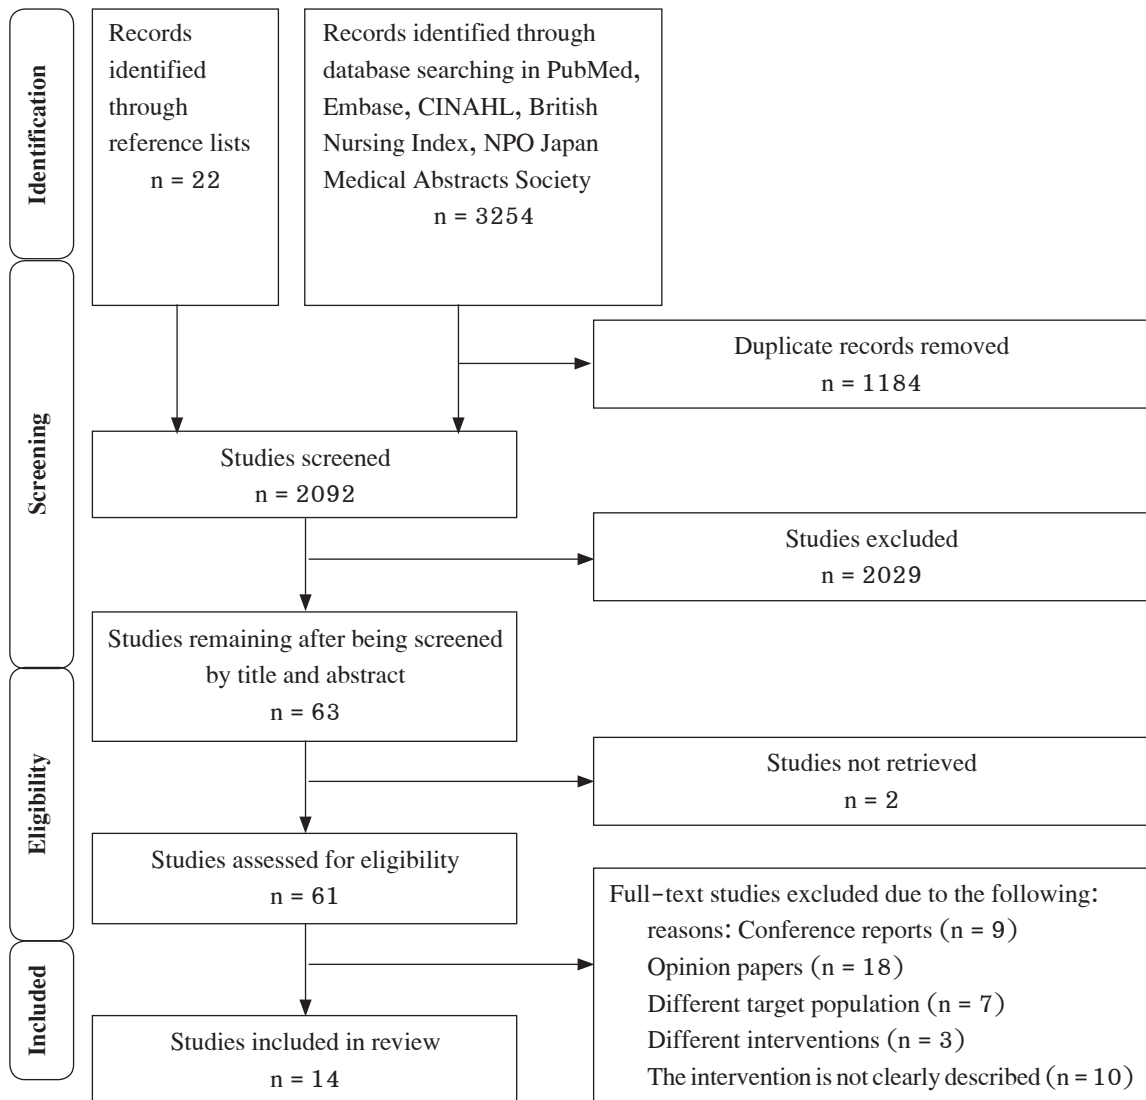 Identification
Records
identified
through
reference lists
n = 22
Records identified through
database searching in PubMed,
Embase, CINAHL, British
Nursing Index, NPO Japan
Medical Abstracts Society
n = 3254
Screening
Duplicate records removed
n = 1184
Studies screened
n = 2092
Studies excluded
n = 2029
Studies remaining after being screened
by title and abstract
n = 63
Eligibility
Studies not retrieved
n = 2
Studies assessed for eligibility
n = 61
Full-text studies excluded due to the following:
reasons: Conference reports (n = 9)
Opinion papers (n = 18)
Different target population (n = 7)
Different interventions (n = 3)
The intervention is not clearly described (n = 10)
Included
Studies included in review
n = 14